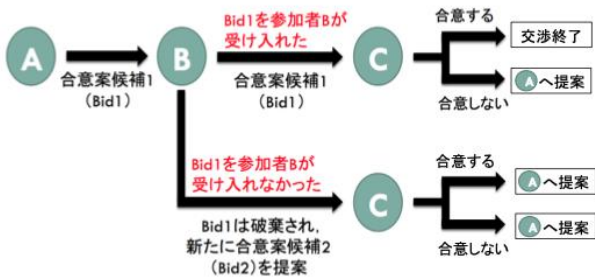 Bid1を参加者Bが
受け入れた
合意する
交渉終了
A
B
C
合意案候補1
(Bid1)
合意案候補1
(Bid1)
Aへ提案
合意しない
Bid1を参加者Bが
受け入れなかった
合意する
Aへ提案
C
Bid1は破棄され,
新たに合意案候補2
(Bid2)を提案
Aへ提案
合意しない